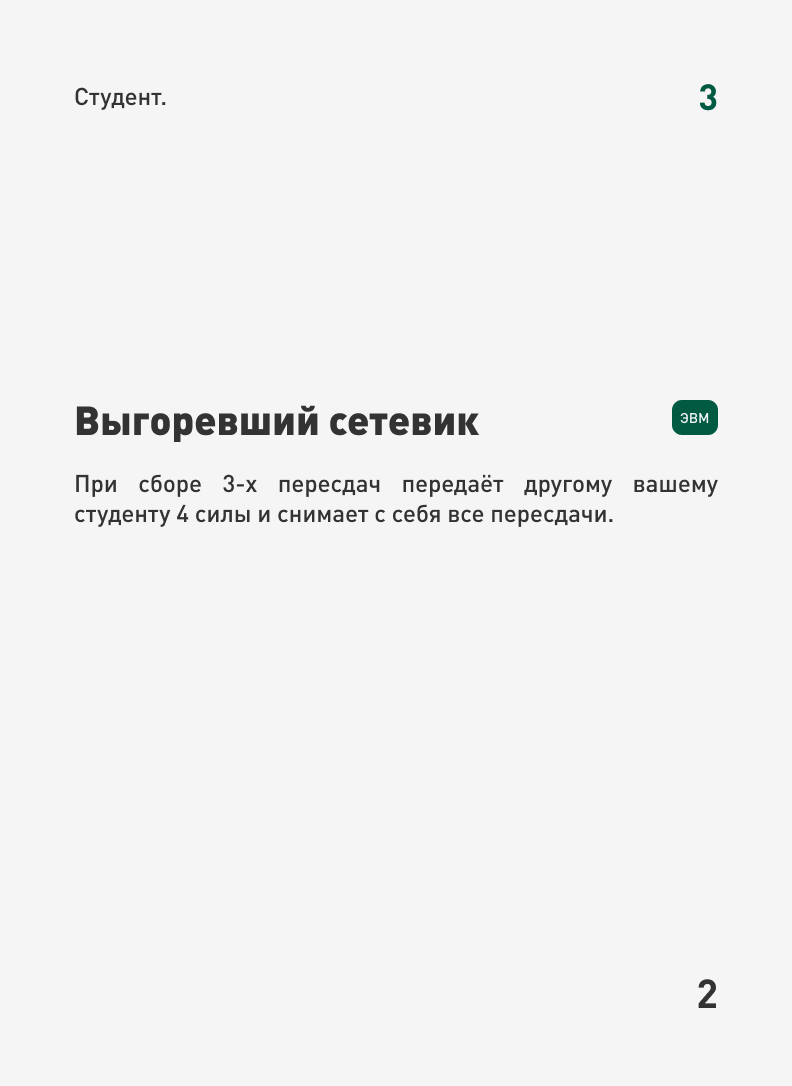 Студент.
3
Выгоревший сетевик
ЭВМ
При сборе 3-х пересдач передаёт другому вашему
студенту 4 силы и снимает с себя все пересдачи.
2